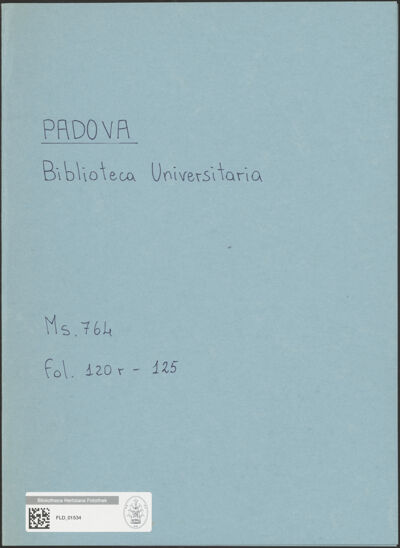 PADOVA
Biblioteca Universitaria
Ms. 764
Fol. 120r - 125
Bibliotheca Hertziana Fotothek
FLD_01534